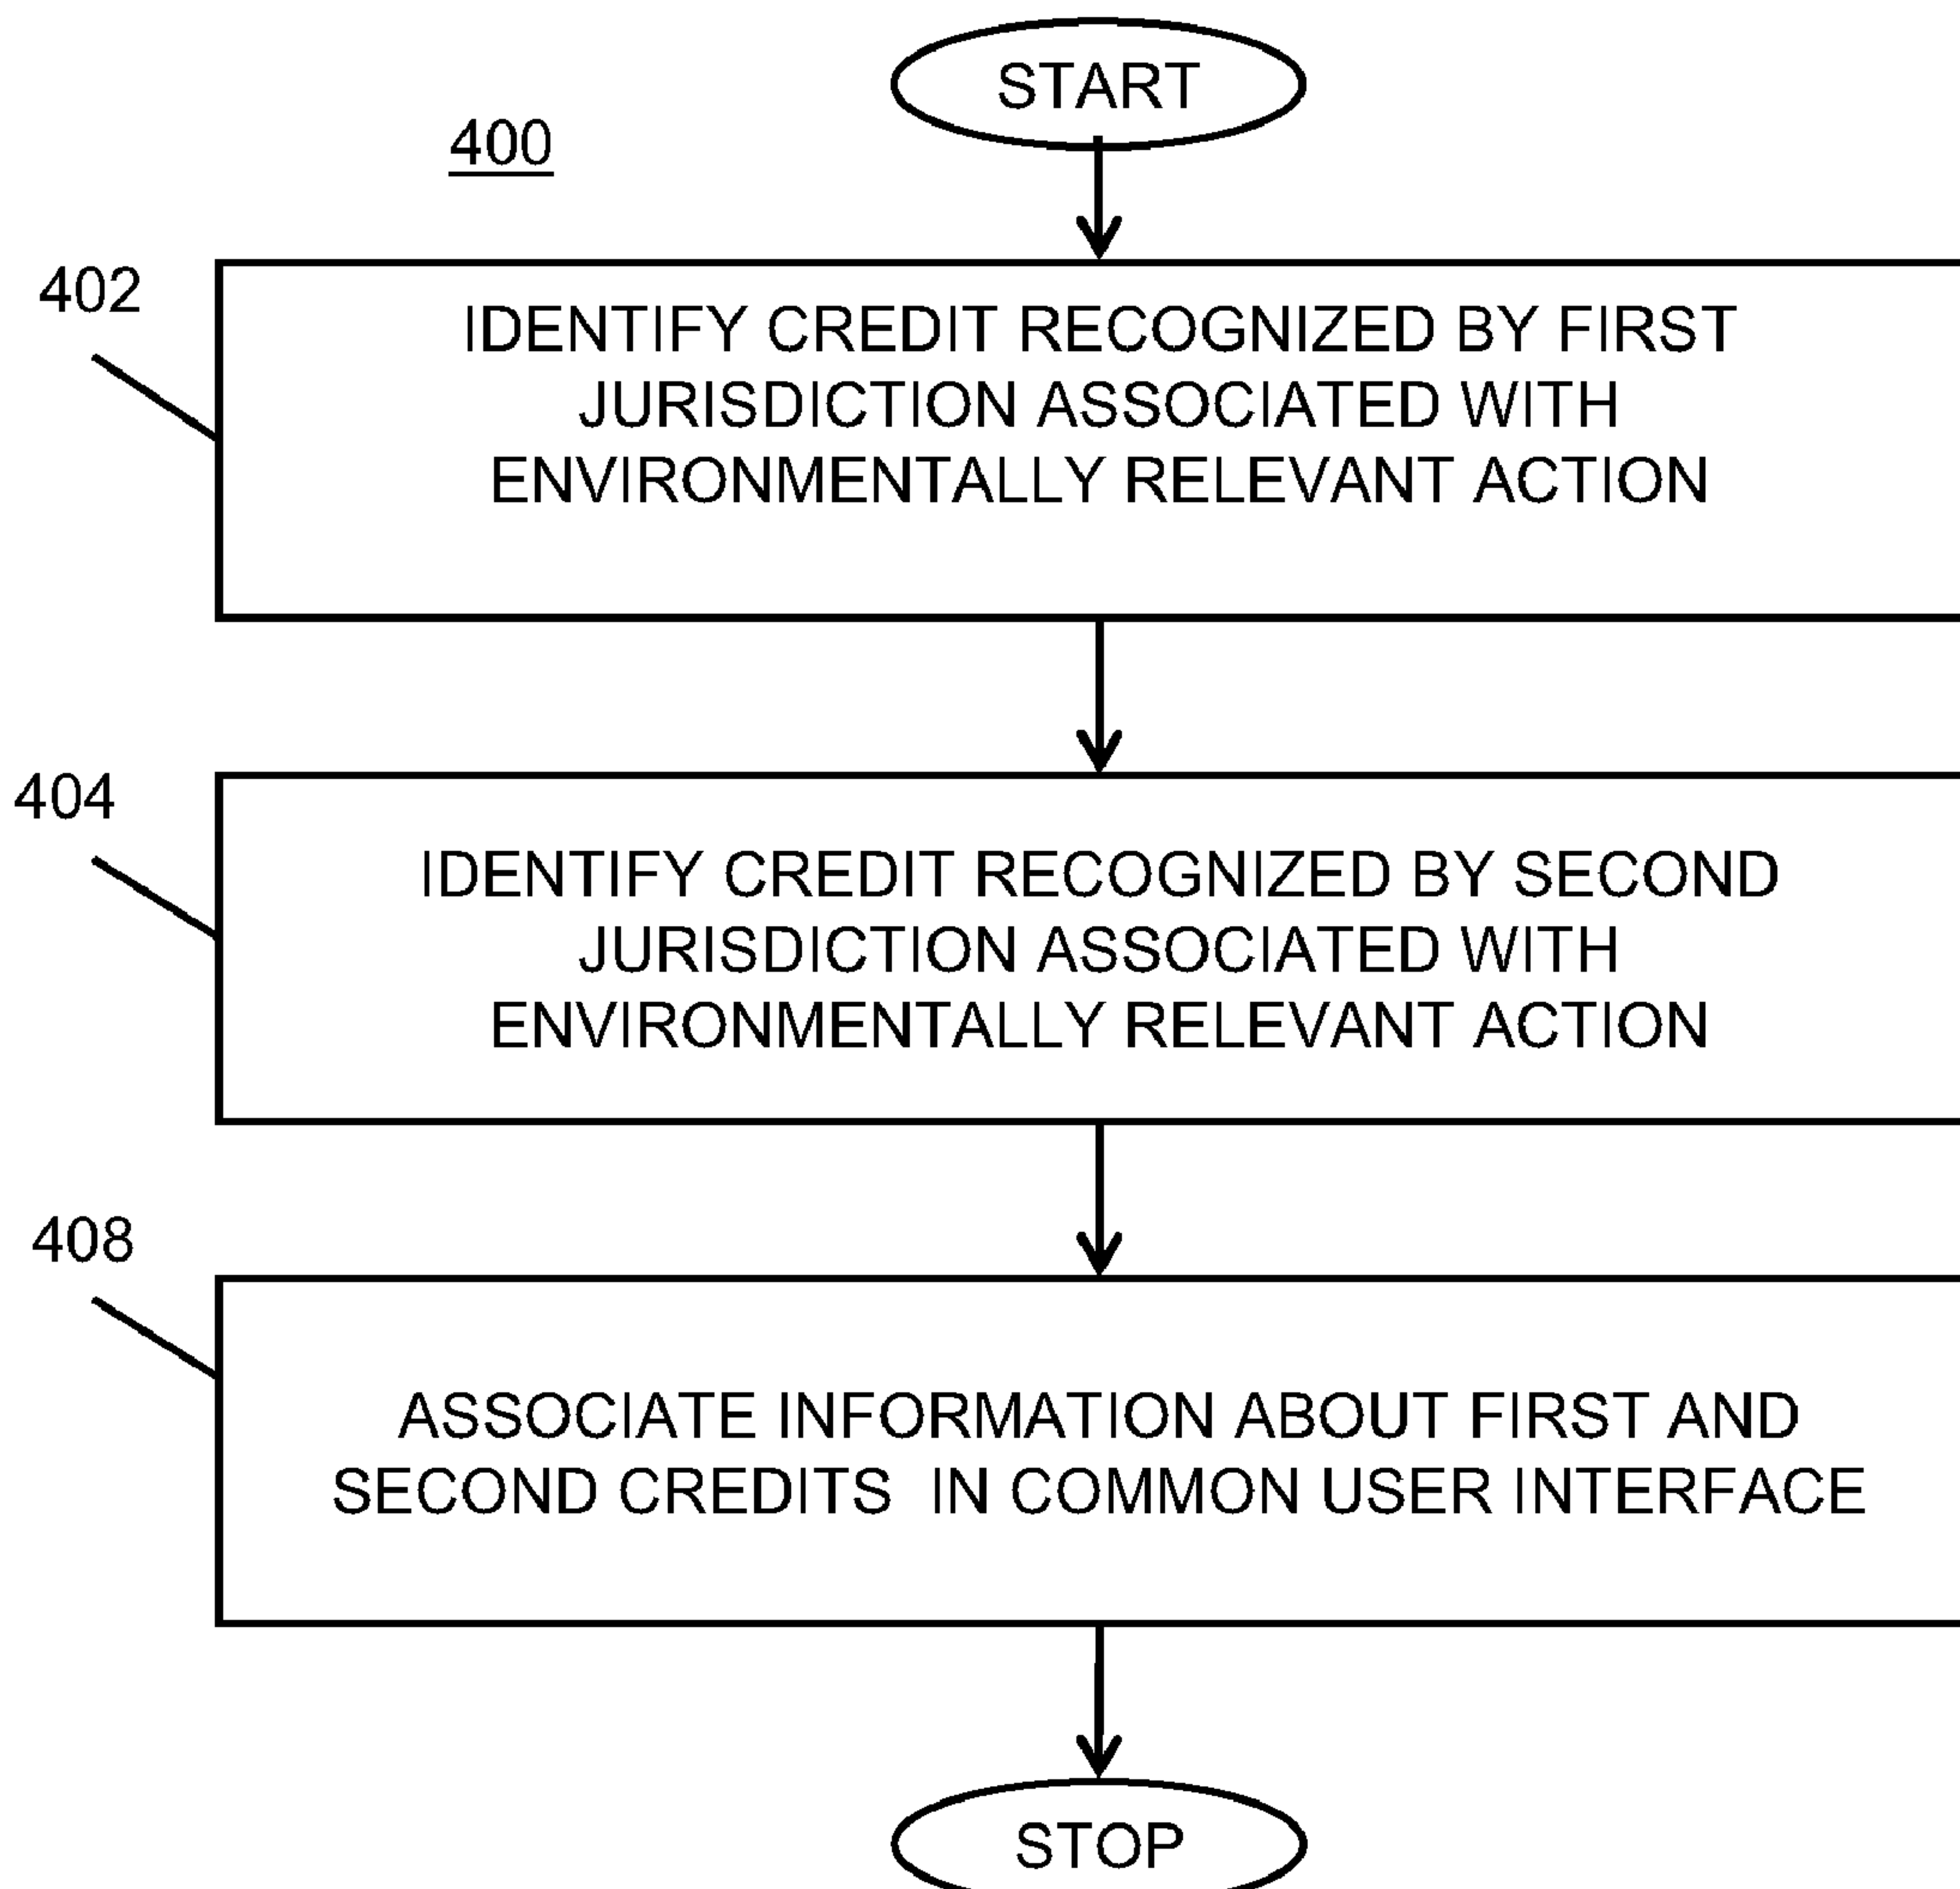 START
400
402
IDENTIFY CREDIT RECOGNIZED BY FIRST
JURISDICTION ASSOCIATED WITH
ENVIRONMENTALLY RELEVANT ACTION
404
IDENTIFY CREDIT RECOGNIZED BY SECOND
JURISDICTION ASSOCIATED WITH
ENVIRONMENTALLY RELEVANT ACTION
408
ASSOCIATE INFORMATION ABOUT FIRST AND
SECOND CREDITS IN COMMON USER INTERFACE
STOP